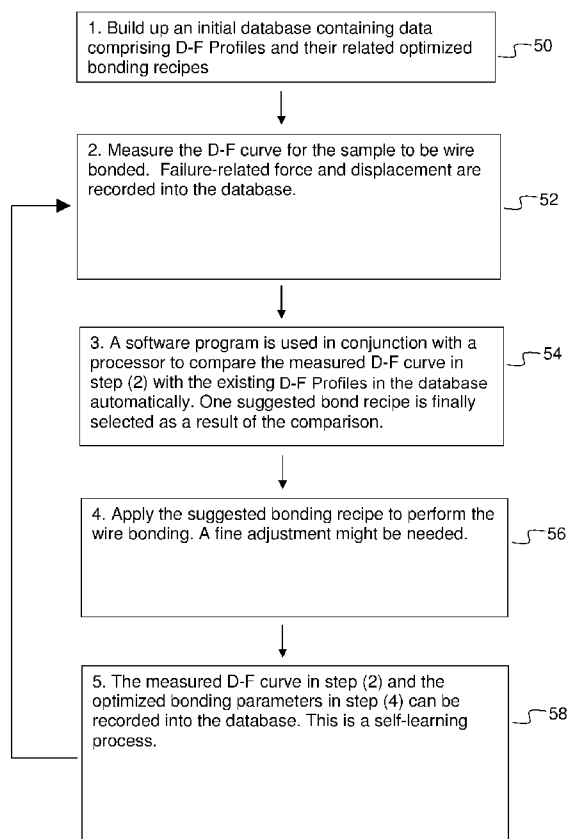 1. Build up an initial database containing data
comprising D-F Profiles and their related optimized
bonding recipes
50
2. Measure the D-F curve for the sample to be wire
bonded.  Failure-related force and displacement are
recorded into the database.
52
3. A software program is used in conjunction with a
processor to compare the measured D-F curve in
step (2) with the existing D-F Profiles in the database
automatically. One suggested bond recipe is finally
selected as a result of the comparison.
54
4. Apply the suggested bonding recipe to perform the
wire bonding. A fine adjustment might be needed.
56
5. The measured D-F curve in step (2) and the
optimized bonding parameters in step (4) can be
recorded into the database. This is a self-learning
process.
58